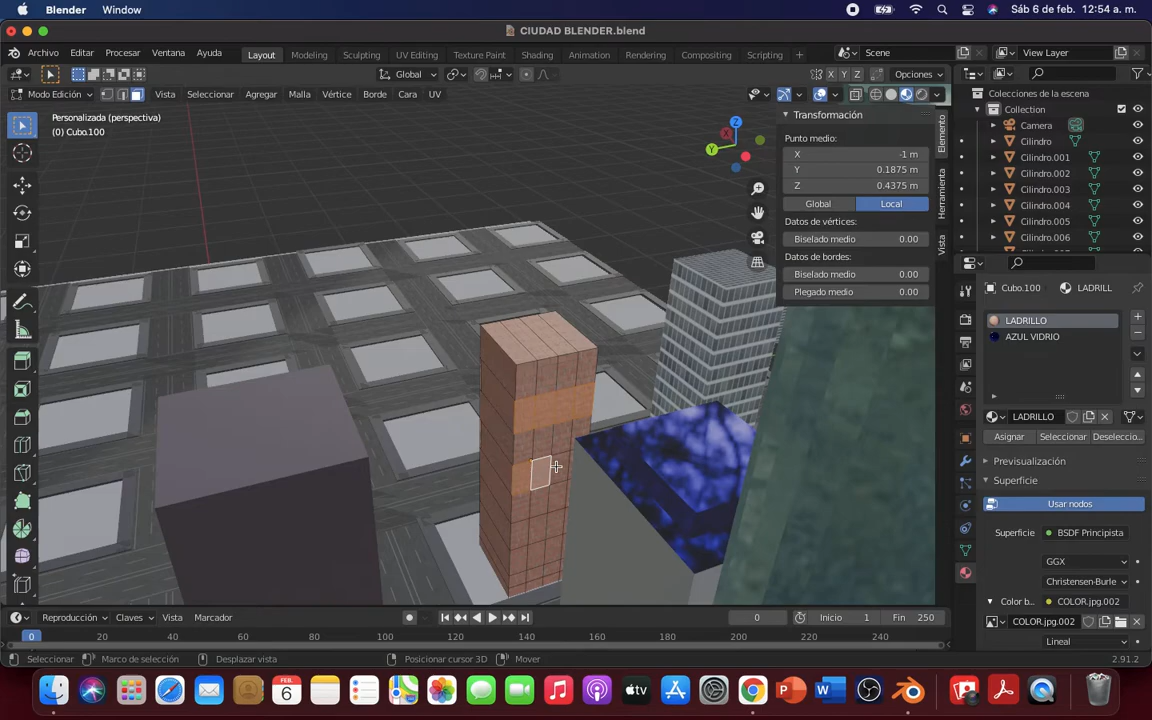 Blender Window Sáb 6 de feb. 12:54 a. m.
CIUDAD BLENDER.blend
Archivo Editar Procesar Ventana Ayuda Layout Modeling Sculpting UV Editing Texture Paint Shading Animation Rendering Compositing Scripting + Scene View Layer
Global X Y Z Opciones
Modo Edición Vista Seleccionar Agregar Malla Vértice Borde Cara UV
Personalizada (perspectiva)
(0) Cubo.100
Z
Y
X
Transformación
Punto medio:
X -1 m
Y 0.1875 m
Z 0.4375 m
Global Local
Datos de vértices:
Biselado medio 0.00
Datos de bordes:
Biselado medio 0.00
Plegado medio 0.00
Elemento
Herramienta
Vista
Colecciones de la escena
Collection
Camera
Cilindro
Cilindro.001
Cilindro.002
Cilindro.003
Cilindro.004
Cilindro.005
Cilindro.006
Cubo.100 LADRILL
LADRILLO
AZUL VIDRIO
LADRILLO
Asignar Seleccionar Deseleccio...
Previsualización
Superficie
Usar nodos
Superficie BSDF Principista
GGX
Christensen-Burle
Color b... COLOR.jpg.002
COLOR.jpg.002
Lineal
Reproducción Claves Vista Marcador 0 Inicio 1 Fin 250
0 20 40 60 80 100 120 140 160 180 200 220 240
Seleccionar Marco de selección Desplazar vista Posicionar cursor 3D Mover 2.91.2
FEB.
6